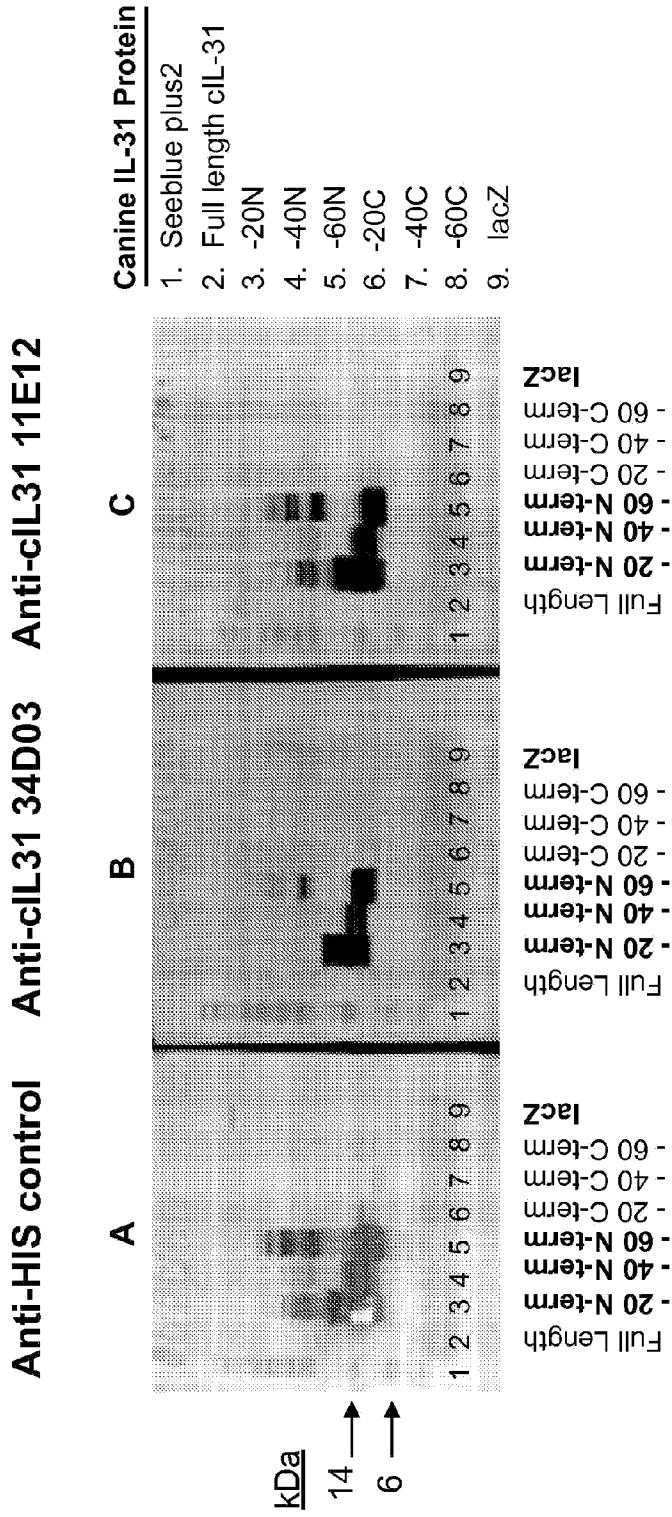 Anti-HIS control
Anti-cIL31 34D03
Anti-cIL31 11E12
A
B
C
Canine IL-31 Protein
1. Seeblue plus2
2. Full length cIL-31
3. -20N
4. -40N
5. -60N
6. -20C
7. -40C
8. -60C
9. lacZ
kDa
14
6
1 2 3 4 5 6 7 8 9
1 2 3 4 5 6 7 8 9
1 2 3 4 5 6 7 8 9
Full Length
- 20 N-term
- 40 N-term
- 60 N-term
- 20 C-term
- 40 C-term
- 60 C-term
lacZ
Full Length
- 20 N-term
- 40 N-term
- 60 N-term
- 20 C-term
- 40 C-term
- 60 C-term
lacZ
Full Length
- 20 N-term
- 40 N-term
- 60 N-term
- 20 C-term
- 40 C-term
- 60 C-term
lacZ